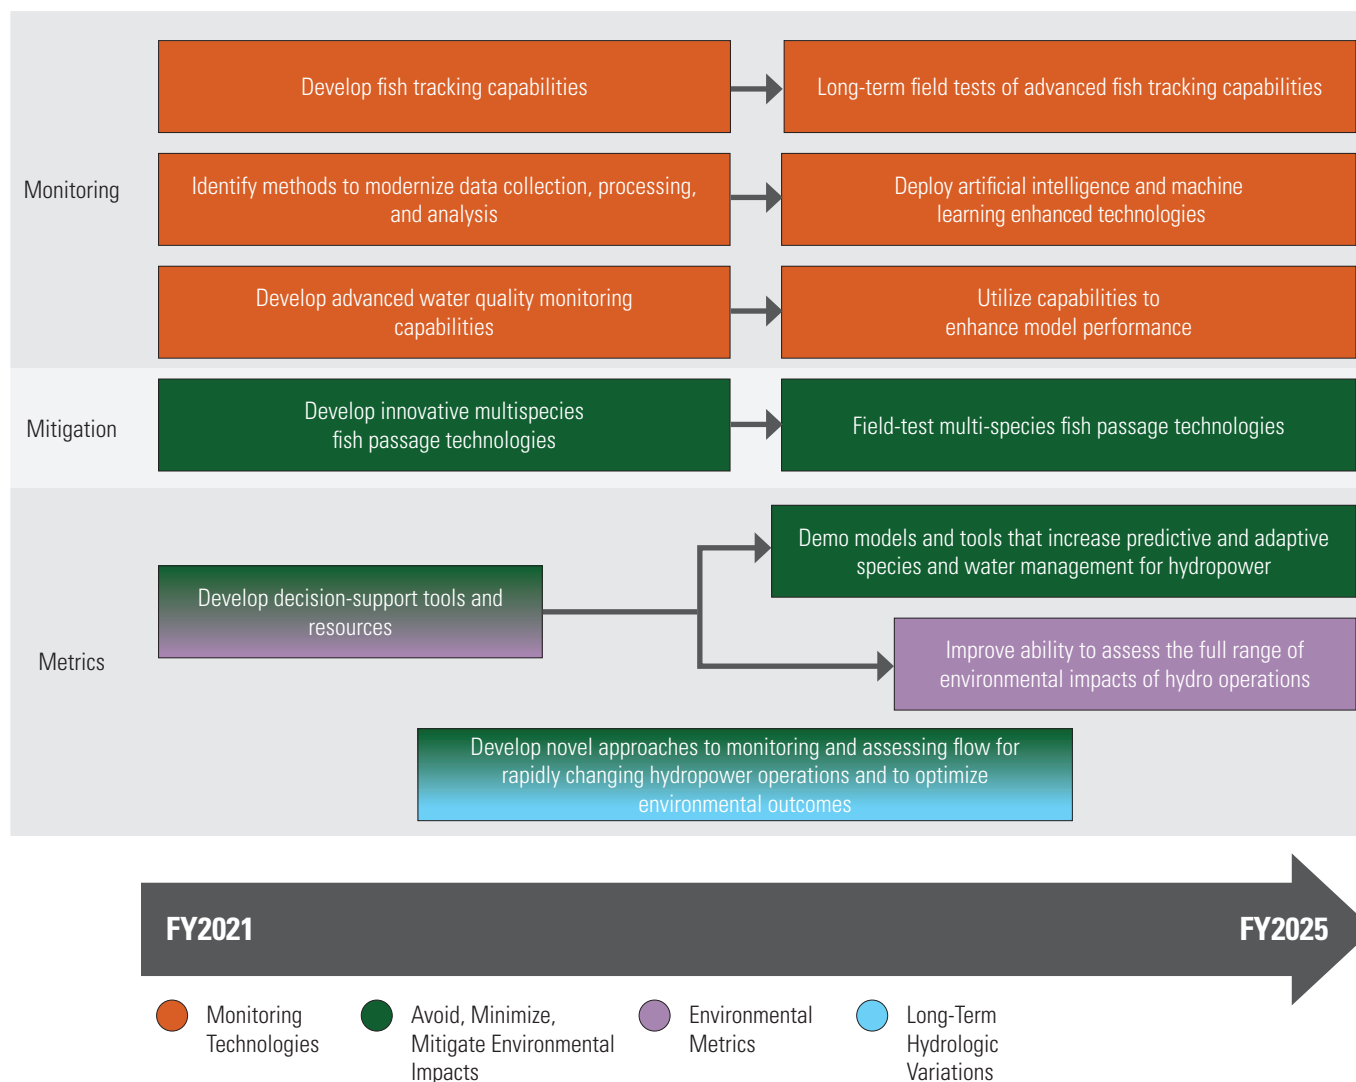 Monitoring
Develop fish tracking capabilities
Long-term field tests of advanced fish tracking capabilities
Identify methods to modernize data collection, processing,
and analysis
Deploy artificial intelligence and machine
learning enhanced technologies
Develop advanced water quality monitoring
capabilities
Utilize capabilities to
enhance model performance
Mitigation
Develop innovative multispecies
fish passage technologies
Field-test multi-species fish passage technologies
Metrics
Develop decision-support tools and
resources
Demo models and tools that increase predictive and adaptive
species and water management for hydropower
Improve ability to assess the full range of
environmental impacts of hydro operations
Develop novel approaches to monitoring and assessing flow for
rapidly changing hydropower operations and to optimize
environmental outcomes
FY2021
FY2025
Monitoring
Technologies
Avoid, Minimize,
Mitigate Environmental
Impacts
Environmental
Metrics
Long-Term
Hydrologic
Variations